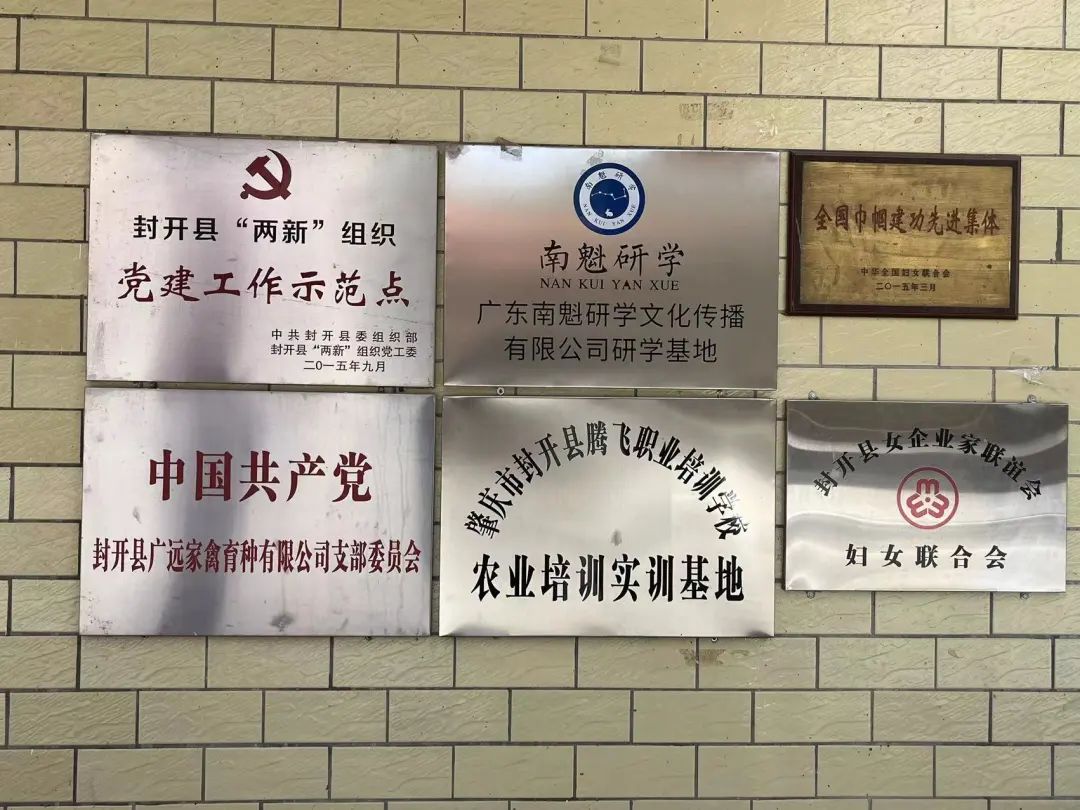 封开县“两新”组织
党建工作示范点
中共封开县委组织部
封开县“两新”组织党工委
二〇一五年九月
南魁研学
NAN KUI YAN XUE
南魁研学
NAN KUI YAN XUE
广东南魁研学文化传播
有限公司研学基地
全国巾帼建功先进集体
中华全国妇女联合会
二〇一五年三月
中国共产党
封开县广远家禽育种有限公司支部委员会
肇庆市封开县腾飞职业培训学校
农业培训实训基地
封开县女企业家联谊会
妇女联合会